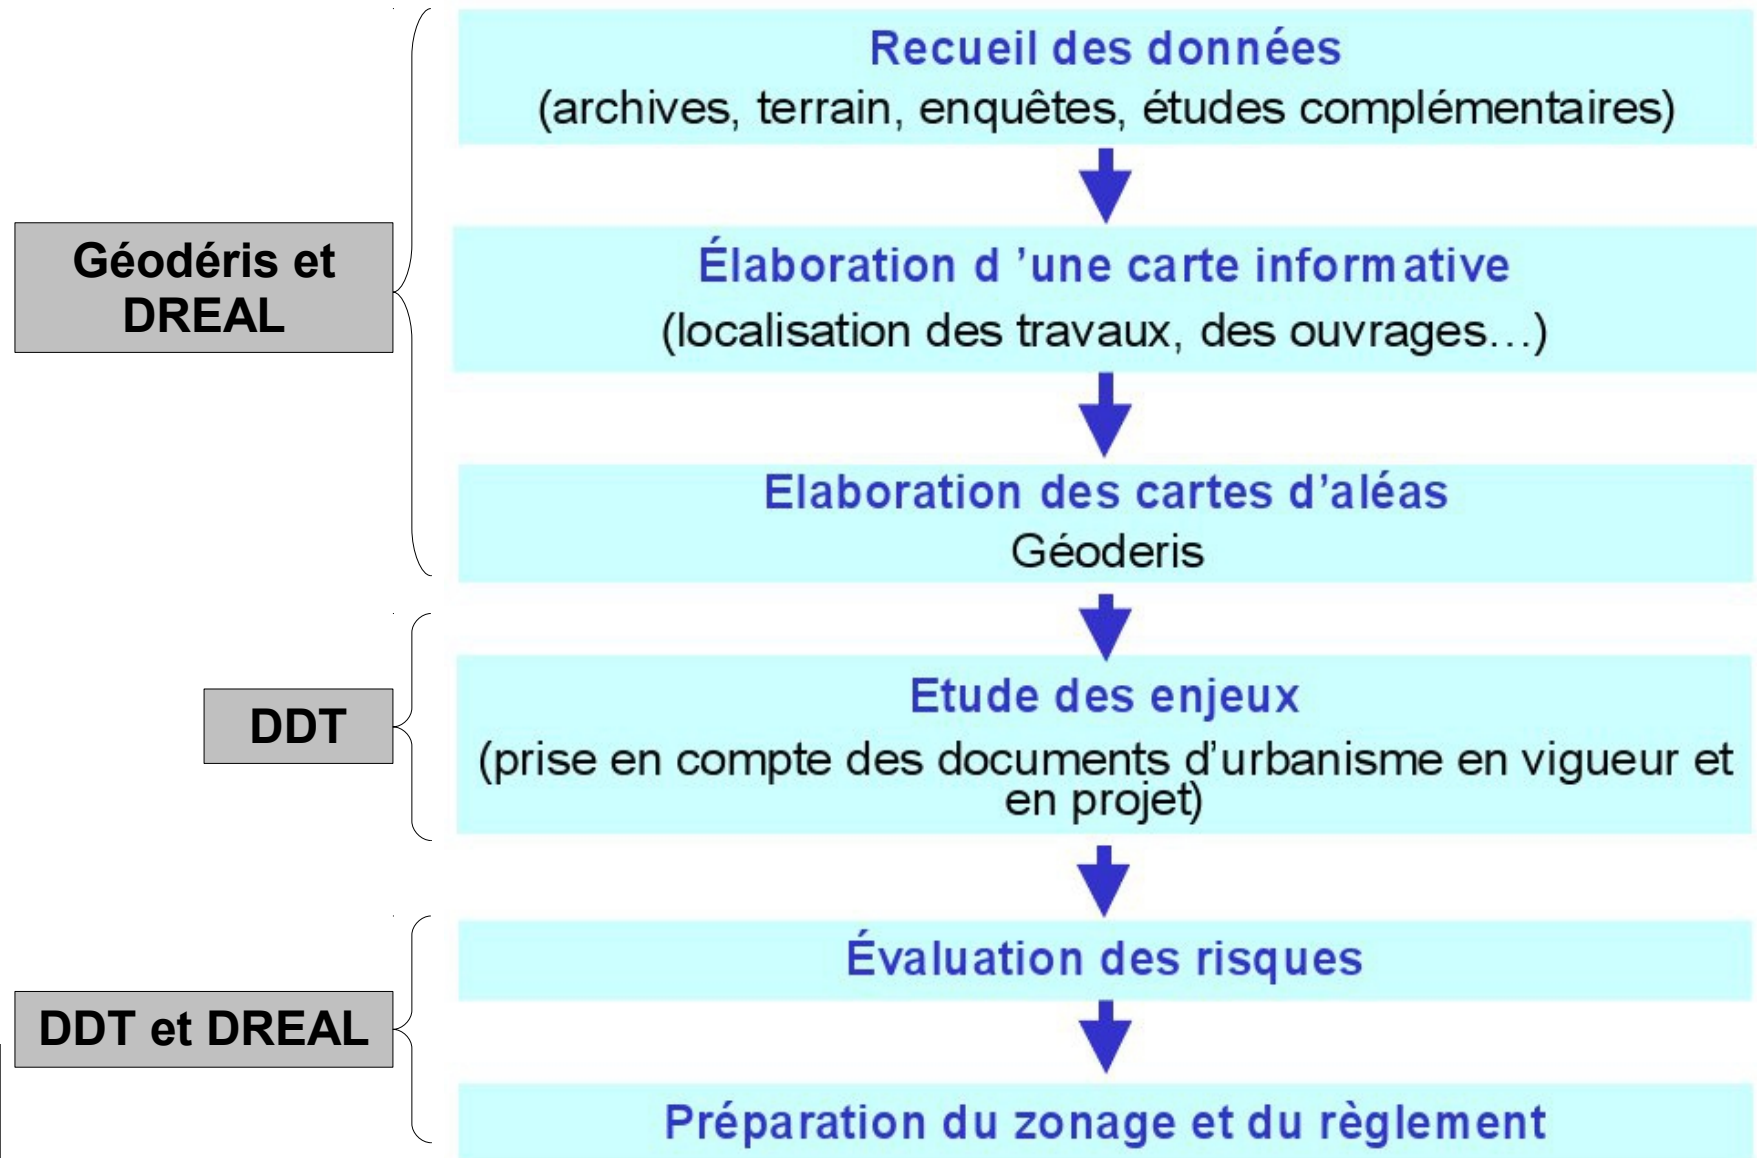 Recueil des données
(archives, terrain, enquêtes, études complémentaires)
Géodéris et
DREAL
Élaboration d ’une carte informative
(localisation des travaux, des ouvrages…)
Elaboration des cartes d’aléas
Géoderis
DDT
Etude des enjeux
(prise en compte des documents d’urbanisme en vigueur et
en projet)
DDT et DREAL
Évaluation des risques
Préparation du zonage et du règlement